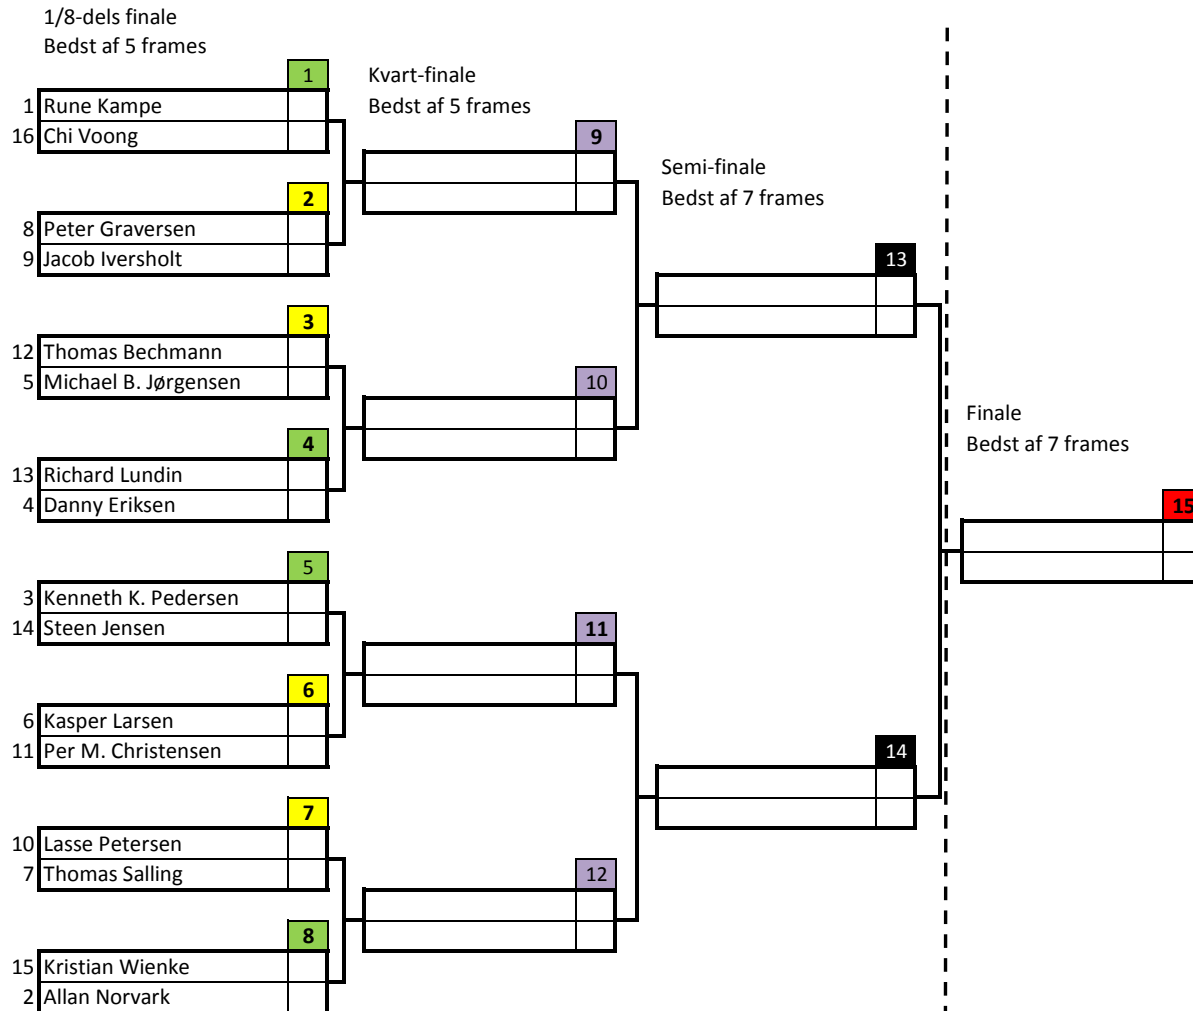 1/8-dels finale
Bedst af 5 frames
1
1 Rune Kampe
16 Chi Voong
2
8 Peter Graversen
9 Jacob Iversholt
3
12 Thomas Bechmann
5 Michael B. Jørgensen
4
13 Richard Lundin
4 Danny Eriksen
5
3 Kenneth K. Pedersen
14 Steen Jensen
6
6 Kasper Larsen
11 Per M. Christensen
7
10 Lasse Petersen
7 Thomas Salling
8
15 Kristian Wienke
2 Allan Norvark
Kvart-finale
Bedst af 5 frames
9
10
11
12
Semi-finale
Bedst af 7 frames
13
14
Finale
Bedst af 7 frames
15